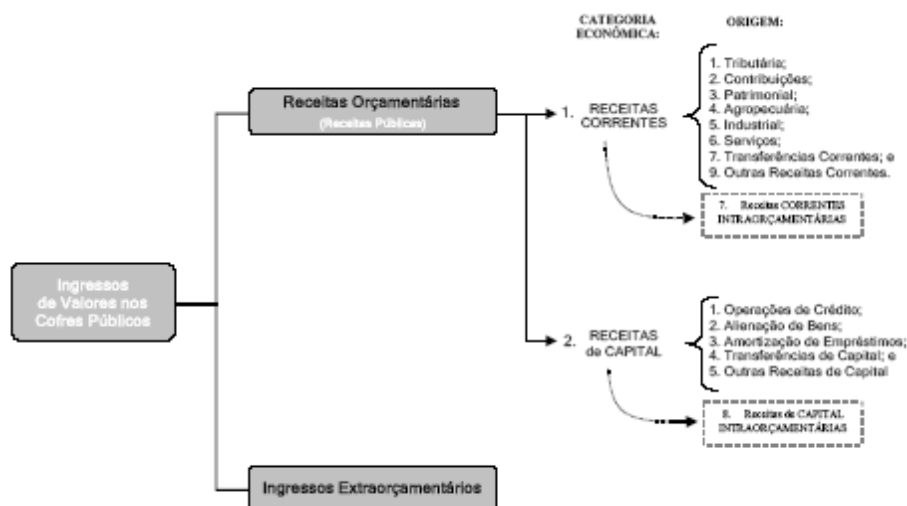 CATEGORIA
ECONÔMICA:
ORIGEM:
Ingressos
de Valores nos
Cofres Públicos
Receitas Orçamentárias
(Receitas Públicas)
1. RECEITAS
CORRENTES
1. Tributária;
2. Contribuições;
3. Patrimonial;
4. Agropecuária;
5. Industrial;
6. Serviços;
7. Transferências Correntes; e
9. Outras Receitas Correntes.
7. Receitas CORRENTES
INTRAORÇAMENTÁRIAS
2. RECEITAS
de CAPITAL
1. Operações de Crédito;
2. Alienação de Bens;
3. Amortização de Empréstimos;
4. Transferências de Capital; e
5. Outras Receitas de Capital
8. Receitas de CAPITAL
INTRAORÇAMENTÁRIAS
Ingressos Extraorçamentários